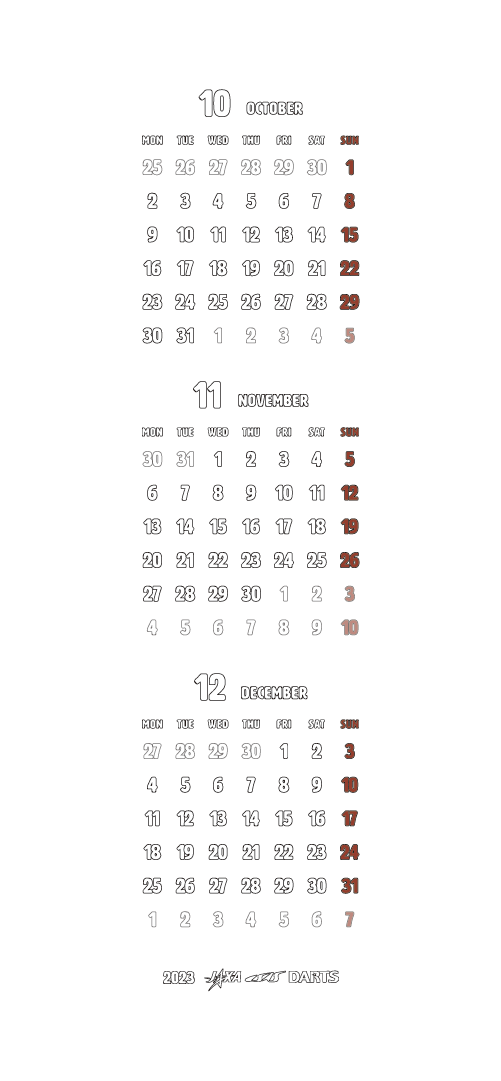 10 OCTOBER
MON TUE WED THU FRI SAT SUN
25 26 27 28 29 30 1
2 3 4 5 6 7 8
9 10 11 12 13 14 15
16 17 18 19 20 21 22
23 24 25 26 27 28 29
30 31 1 2 3 4 5
11 NOVEMBER
MON TUE WED THU FRI SAT SUN
30 31 1 2 3 4 5
6 7 8 9 10 11 12
13 14 15 16 17 18 19
20 21 22 23 24 25 26
27 28 29 30 1 2 3
4 5 6 7 8 9 10
12 DECEMBER
MON TUE WED THU FRI SAT SUN
27 28 29 30 1 2 3
4 5 6 7 8 9 10
11 12 13 14 15 16 17
18 19 20 21 22 23 24
25 26 27 28 29 30 31
1 2 3 4 5 6 7
2023 JAXA DARTS